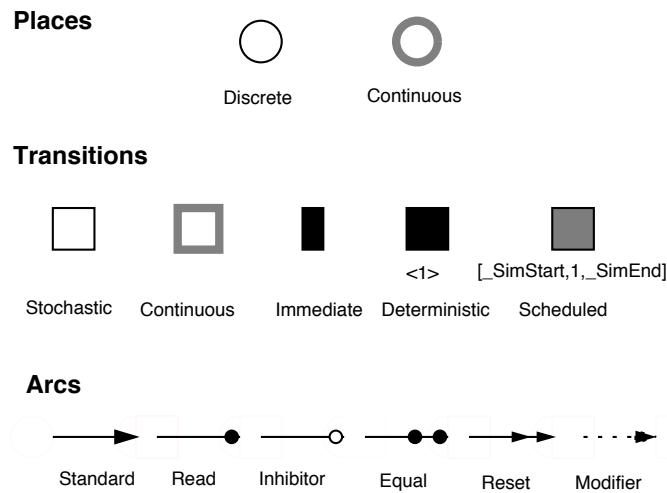 Places
Discrete
Continuous
Transitions
<1>
[_SimStart,1,_SimEnd]
Stochastic
Continuous
Immediate
Deterministic
Scheduled
Arcs
Standard
Read
Inhibitor
Equal
Reset
Modifier